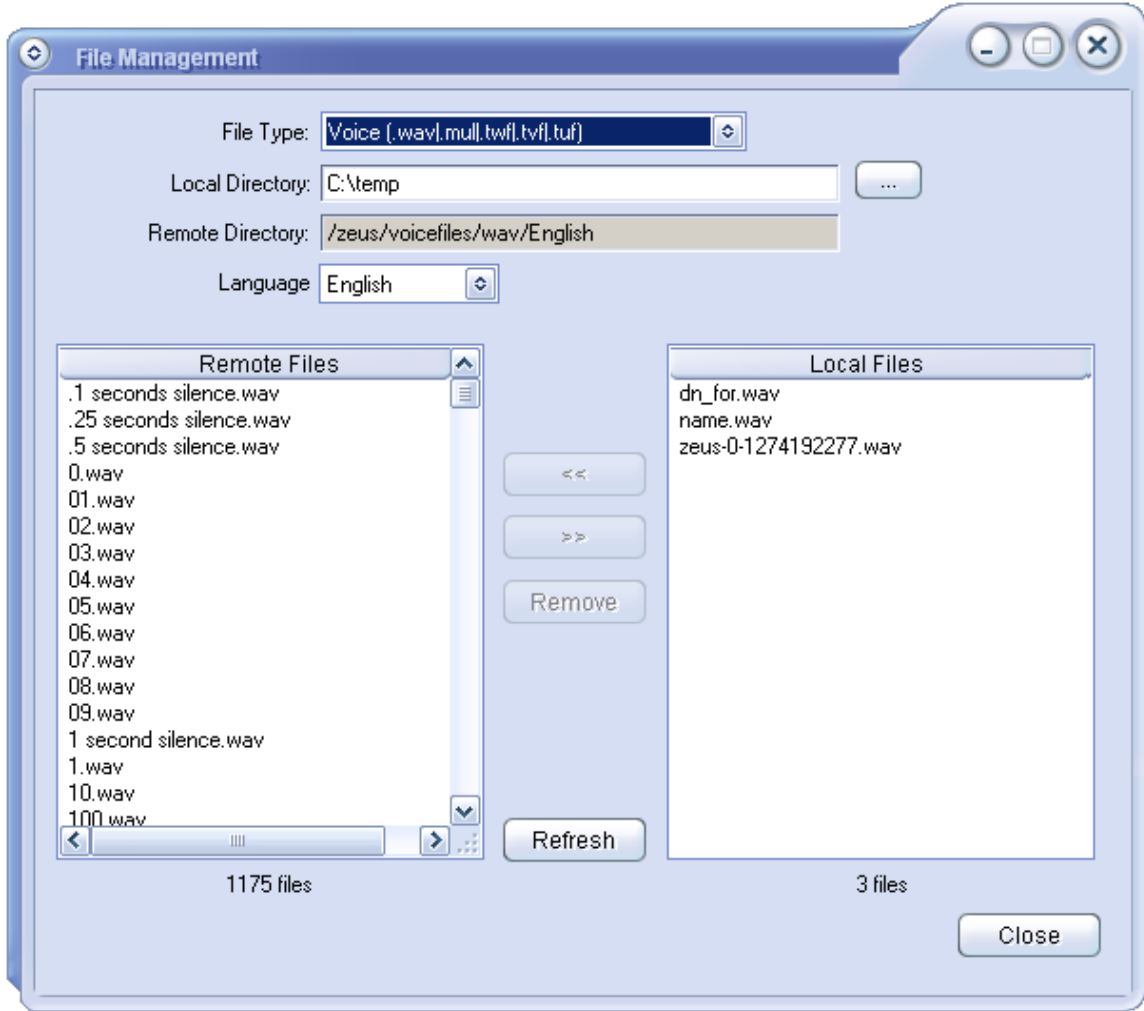 File Management
File Type: Voice (.wav|.mul|.twf|.tvf|.tuf)
Local Directory: C:\temp
...
Remote Directory: /zeus/voicefiles/wav/English
Language English
Remote Files
.1 seconds silence.wav
.25 seconds silence.wav
.5 seconds silence.wav
0.wav
01.wav
02.wav
03.wav
04.wav
05.wav
06.wav
07.wav
08.wav
09.wav
1 second silence.wav
1.wav
10.wav
100.wav
1175 files
<<
>>
Remove
Refresh
Local Files
dn_for.wav
name.wav
zeus-0-1274192277.wav
3 files
Close